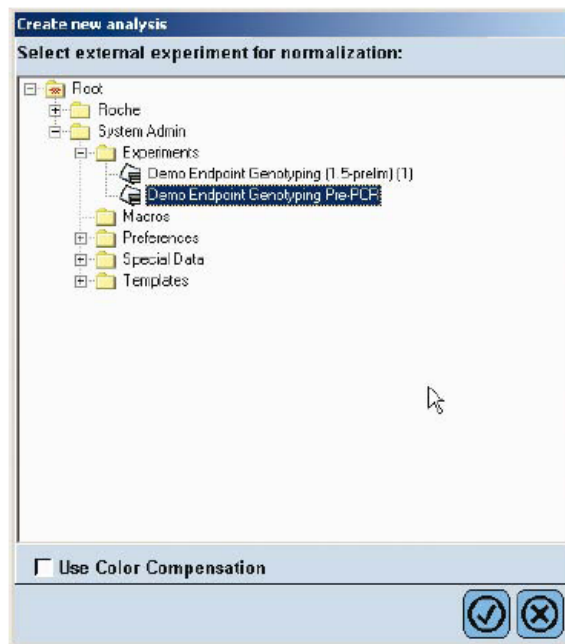 Create new analysis
Select external experiment for normalization:
Root
Roche
System Admin
Experiments
Demo Endpoint Genotyping (1.5-prelm) (1)
Demo Endpoint Genotyping Pre-PCR
Macros
Preferences
Special Data
Templates
Use Color Compensation